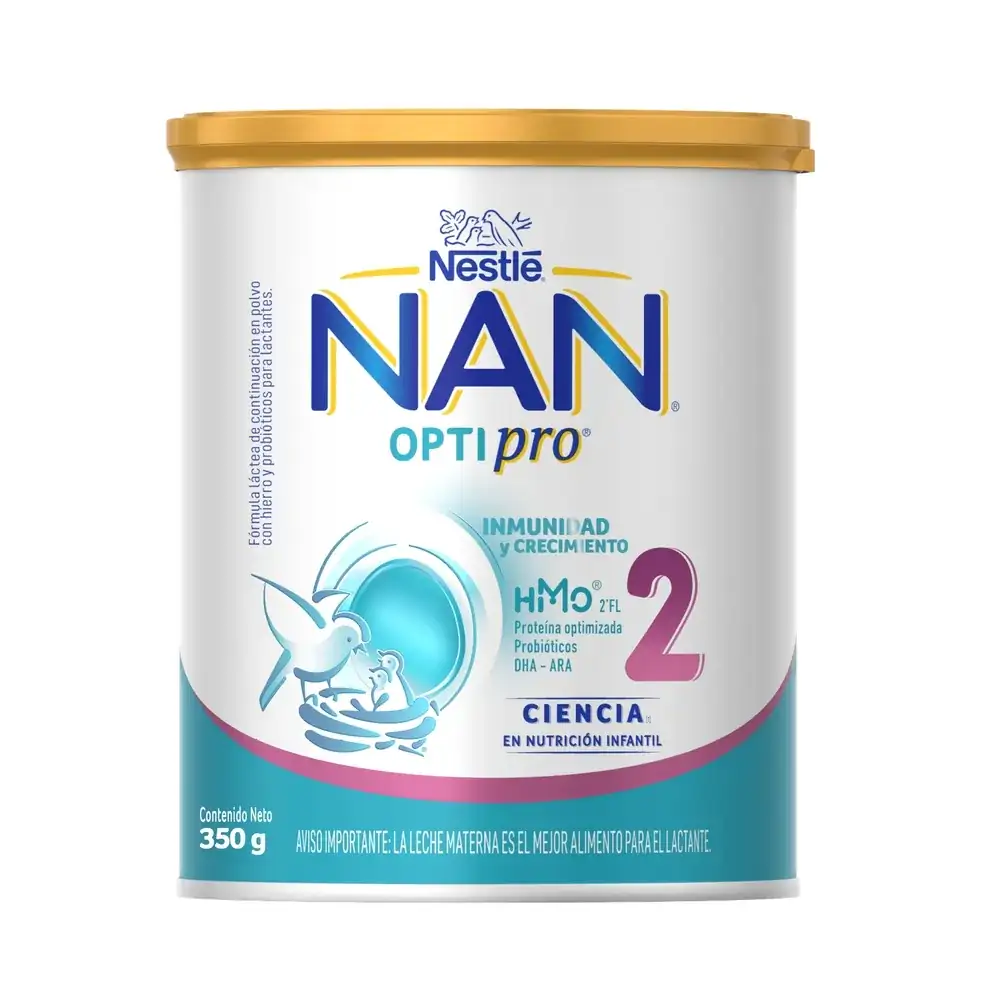 Nestlé
NAN®
OPTIpro®
Fórmula láctea de continuación en polvo
con hierro y probióticos para lactantes.
INMUNIDAD
y CRECIMIENTO
HMO® 2'FL
2
Proteína optimizada
Probióticos
DHA - ARA
CIENCIA
EN NUTRICIÓN INFANTIL
Contenido Neto
350 g
AVISO IMPORTANTE: LA LECHE MATERNA ES EL MEJOR ALIMENTO PARA EL LACTANTE.